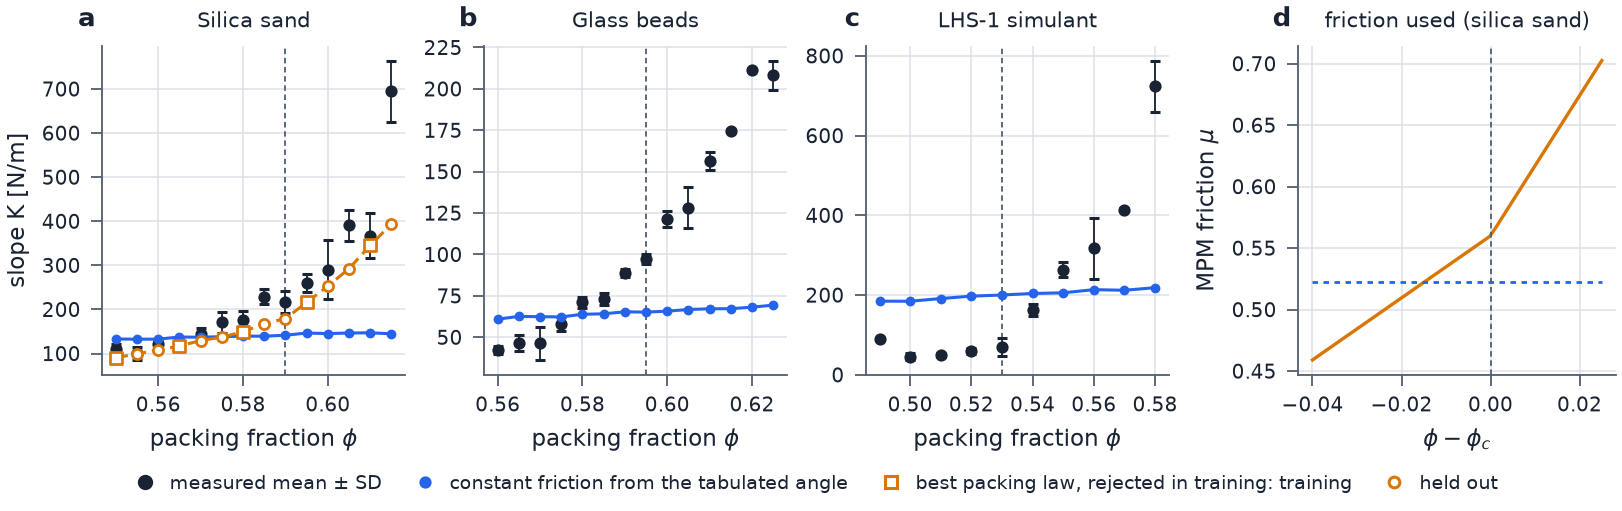 a Silica sand
b Glass beads
c LHS-1 simulant
d friction used (silica sand)
slope K [N/m]
700
600
500
400
300
200
100
0.56 0.58 0.60
packing fraction ϕ
225
200
175
150
125
100
75
50
0.56 0.58 0.60 0.62
packing fraction ϕ
800
600
400
200
0
0.50 0.52 0.54 0.56 0.58
packing fraction ϕ
MPM friction μ
0.70
0.65
0.60
0.55
0.50
0.45
−0.04 −0.02 0.00 0.02
ϕ − ϕc
measured mean ± SD constant friction from the tabulated angle best packing law, rejected in training: training held out